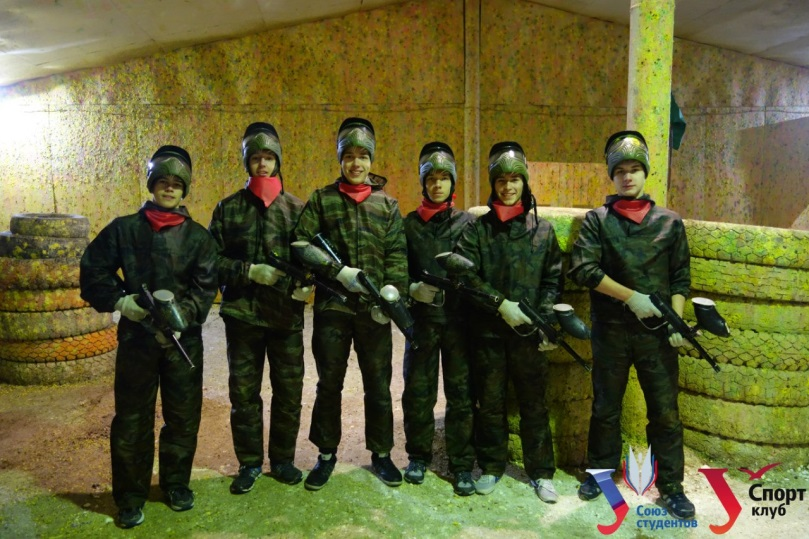 Союз
студентов
Спорт
клуб